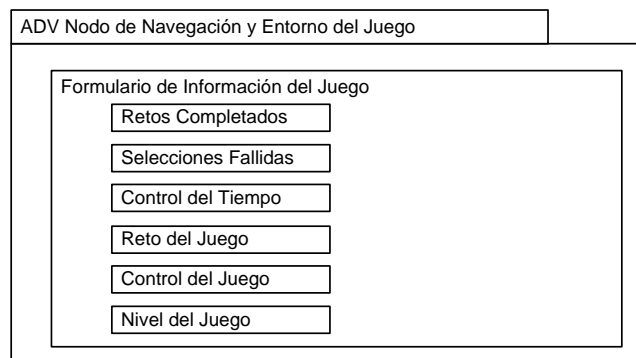 ADV Nodo de Navegación y Entorno del Juego
Formulario de Información del Juego
Retos Completados
Selecciones Fallidas
Control del Tiempo
Reto del Juego
Control del Juego
Nivel del Juego